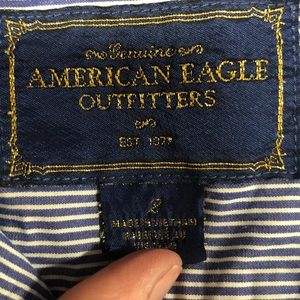 Genuine
AMERICAN EAGLE
OUTFITTERS
EST 1977
MADE IN VIETNAM